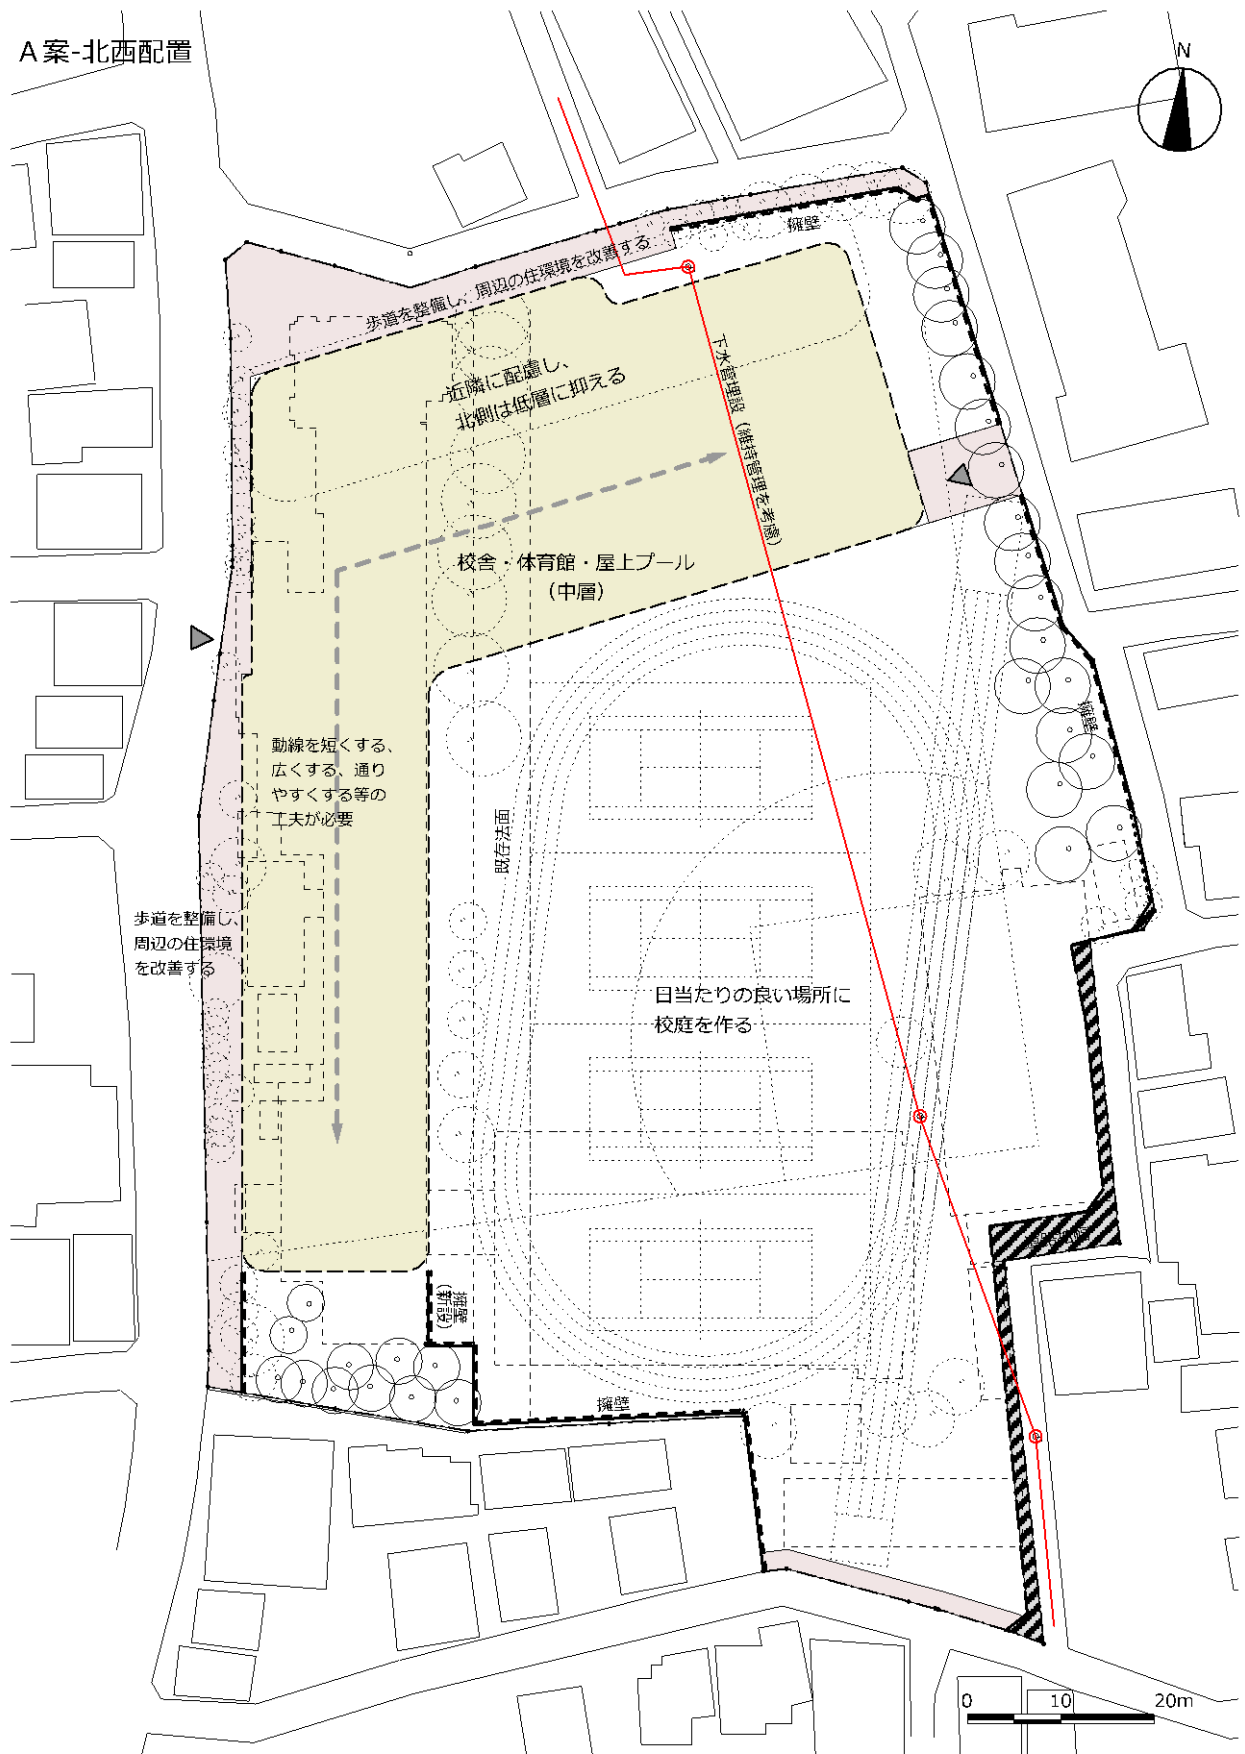 A案-北西配置
N
擁壁
歩道を整備し、周辺の住環境を改善する
近隣に配慮し、
北側は低層に抑える
下水管埋設（維持管理を考慮）
校舎・体育館・屋上プール
（中層）
擁壁
動線を短くする、
広くする、通り
やすくする等の
工夫が必要
既存法面
歩道を整備し、
周辺の住環境
を改善する
日当たりの良い場所に
校庭を作る
擁壁
（新設）
擁壁
0 10 20m